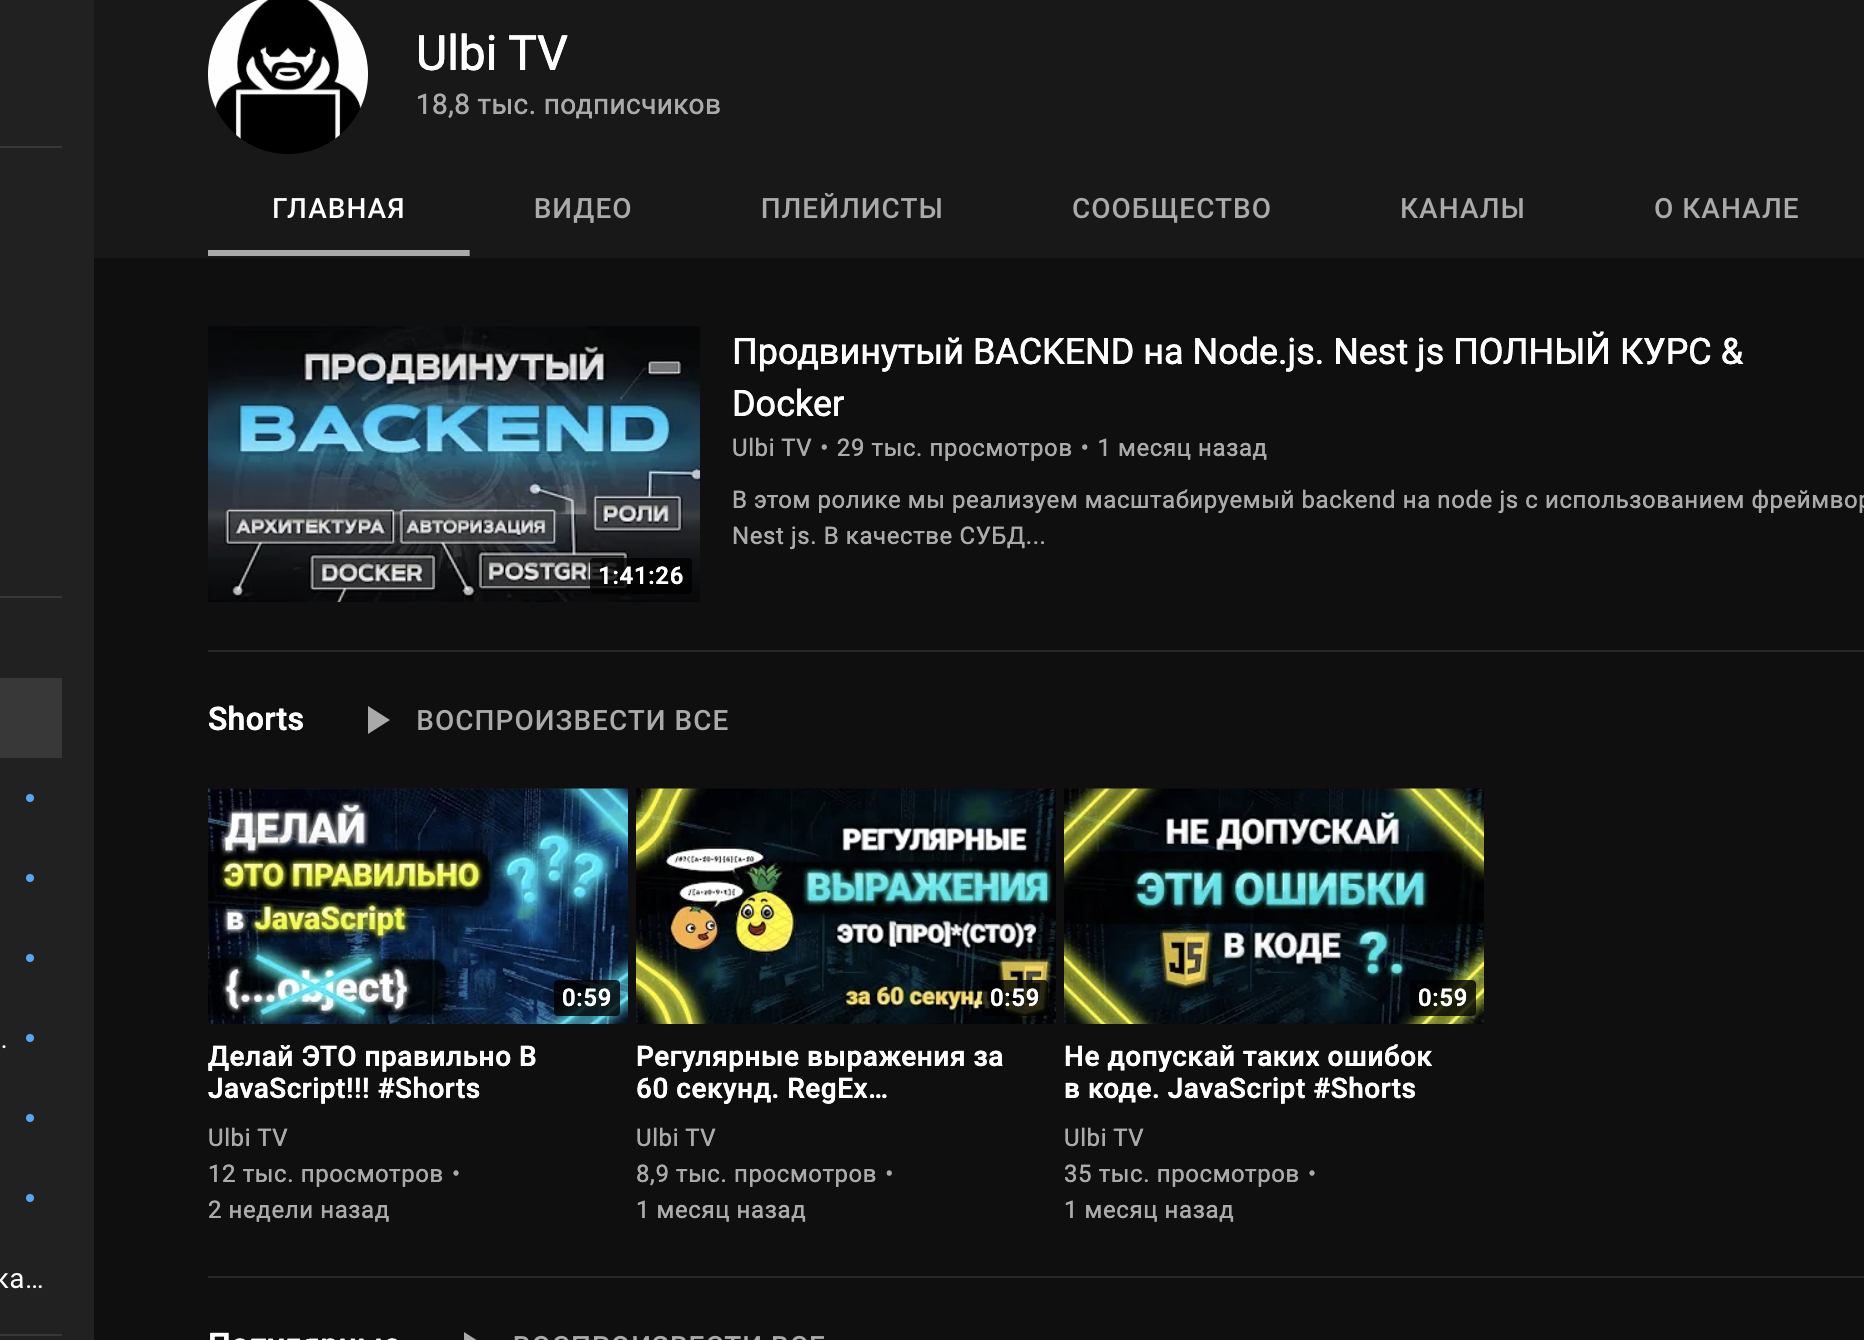 Ulbi TV
18,8 тыс. подписчиков
ГЛАВНАЯ
ВИДЕО
ПЛЕЙЛИСТЫ
СООБЩЕСТВО
КАНАЛЫ
О КАНАЛЕ
ПРОДВИНУТЫЙ
BACKEND
РОЛИ
АРХИТЕКТУРА
АВТОРИЗАЦИЯ
DOCKER
POSTGR
1:41:26
Продвинутый BACKEND на Node.js. Nest js ПОЛНЫЙ КУРС &
Docker
Ulbi TV • 29 тыс. просмотров • 1 месяц назад
В этом ролике мы реализуем масштабируемый backend на node js с использованием фреймвор
Nest js. В качестве СУБД...
Shorts
ВОСПРОИЗВЕСТИ ВСЕ
ДЕЛАЙ
ЭТО ПРАВИЛЬНО
в JavaScript
???
{...object}
0:59
Делай ЭТО правильно В
JavaScript!!! #Shorts
Ulbi TV
12 тыс. просмотров •
2 недели назад
РЕГУЛЯРНЫЕ
ВЫРАЖЕНИЯ
ЭТО [ПРО]*(СТО)?
за 60 секунд
0:59
Регулярные выражения за
60 секунд. RegEx...
Ulbi TV
8,9 тыс. просмотров •
1 месяц назад
НЕ ДОПУСКАЙ
ЭТИ ОШИБКИ
JS В КОДЕ ?.
0:59
Не допускай таких ошибок
в коде. JavaScript #Shorts
Ulbi TV
35 тыс. просмотров •
1 месяц назад
ка...